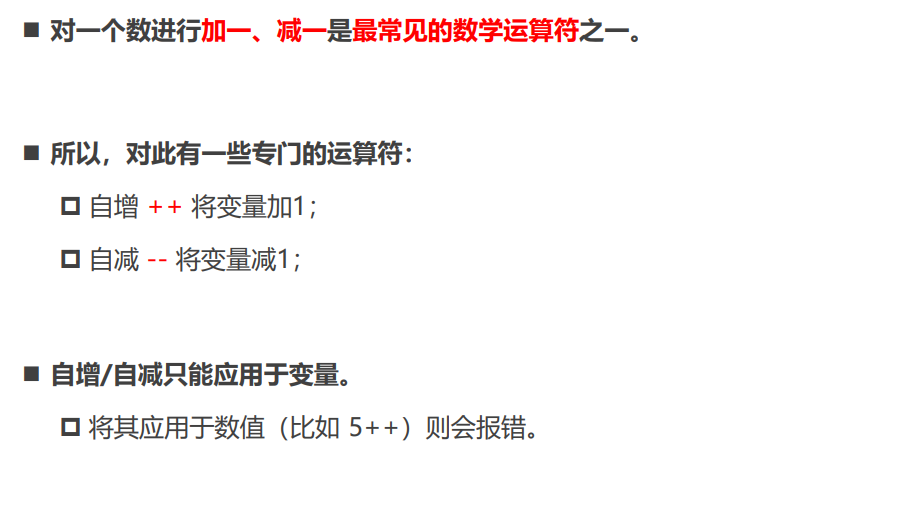 ■ 对一个数进行加一、减一是最常见的数学运算符之一。
■ 所以，对此有一些专门的运算符：
自增 ++ 将变量加1；
自减 -- 将变量减1；
■ 自增/自减只能应用于变量。
将其应用于数值（比如 5++）则会报错。